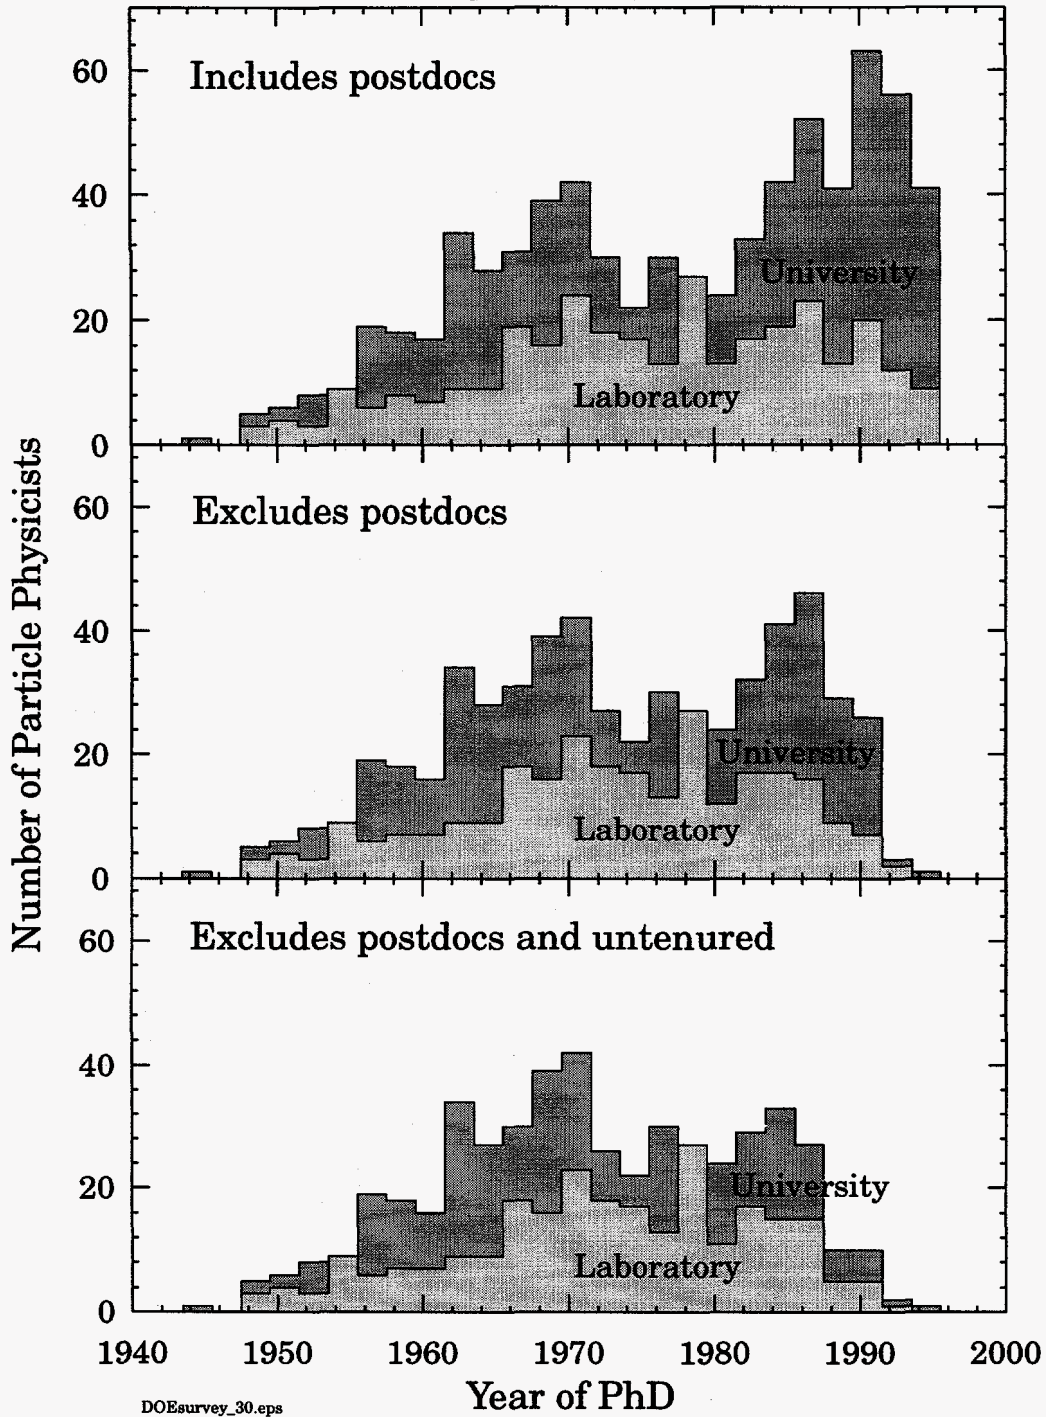 60
Includes postdocs
40
University
20
Laboratory
0
Number of Particle Physicists
60
Excludes postdocs
40
20
University
Laboratory
0
60
Excludes postdocs and untenured
40
20
University
Laboratory
0
1940 1950 1960 1970 1980 1990 2000
Year of PhD
DOEsurvey_30.eps